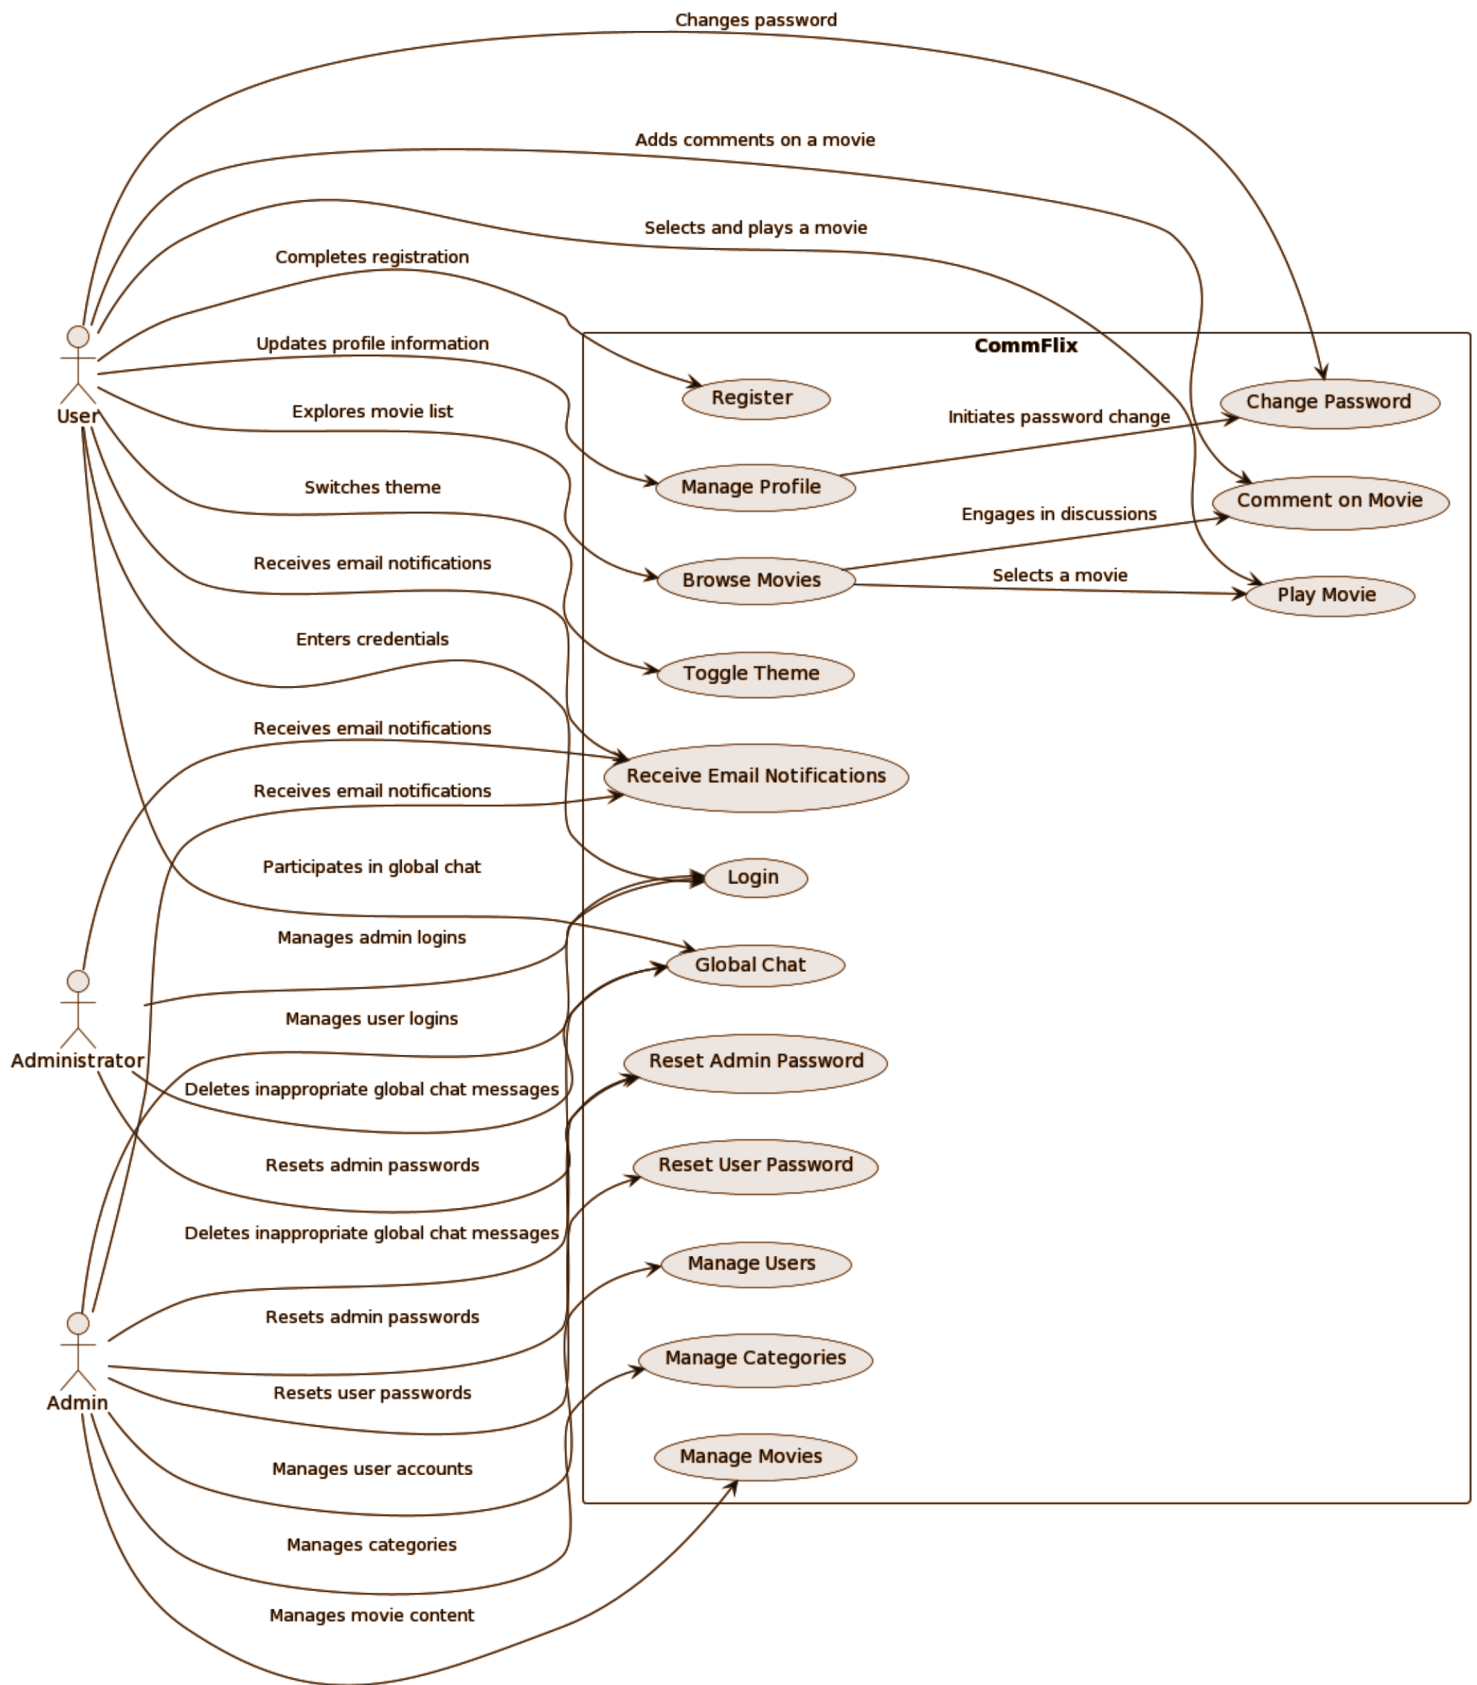 Changes password
Adds comments on a movie
Selects and plays a movie
Completes registration
Updates profile information
CommFlix
Register
Change Password
User
Explores movie list
Initiates password change
Manage Profile
Switches theme
Comment on Movie
Engages in discussions
Receives email notifications
Browse Movies
Selects a movie
Play Movie
Enters credentials
Toggle Theme
Receives email notifications
Receive Email Notifications
Receives email notifications
Participates in global chat
Login
Manages admin logins
Global Chat
Manages user logins
Administrator
Reset Admin Password
Deletes inappropriate global chat messages
Resets admin passwords
Reset User Password
Deletes inappropriate global chat messages
Manage Users
Resets admin passwords
Manage Categories
Resets user passwords
Admin
Manage Movies
Manages user accounts
Manages categories
Manages movie content